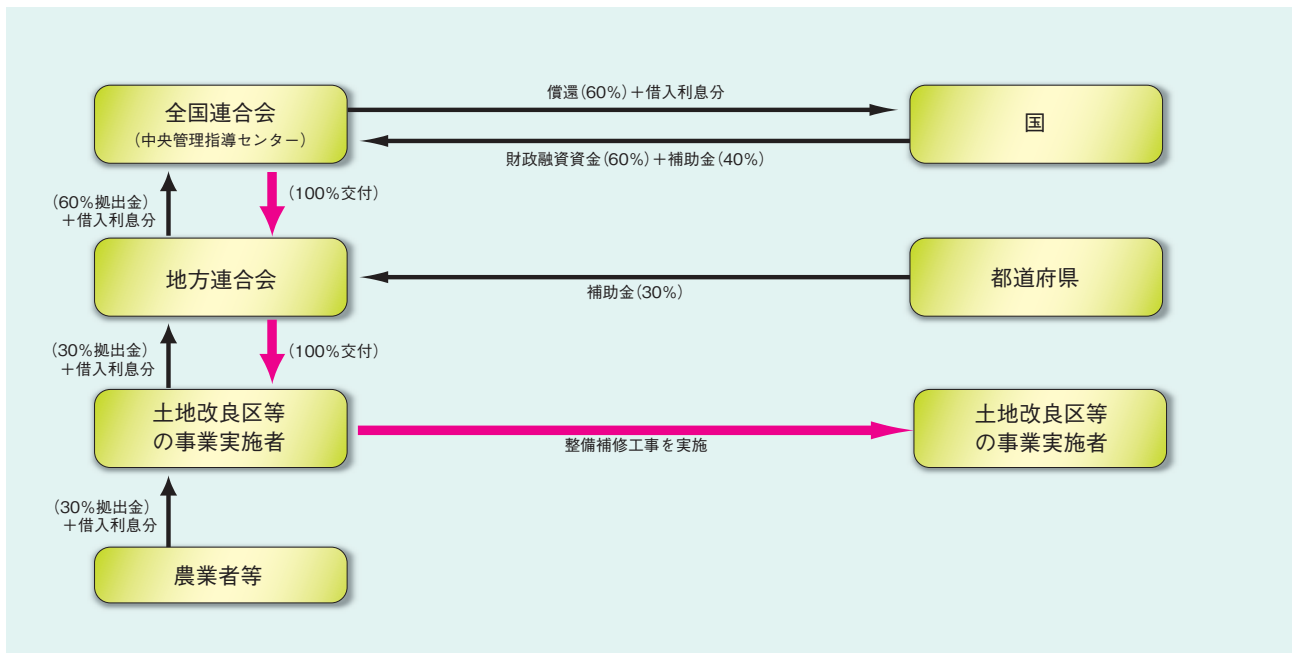 全国連合会
（中央管理指導センター）
償還（60％）＋借入利息分
国
財政融資資金（60％）＋補助金（40％）
（60％拠出金）
＋借入利息分
（100％交付）
地方連合会
補助金（30％）
都道府県
（30％拠出金）
＋借入利息分
（100％交付）
土地改良区等
の事業実施者
整備補修工事を実施
土地改良区等
の事業実施者
（30％拠出金）
＋借入利息分
農業者等